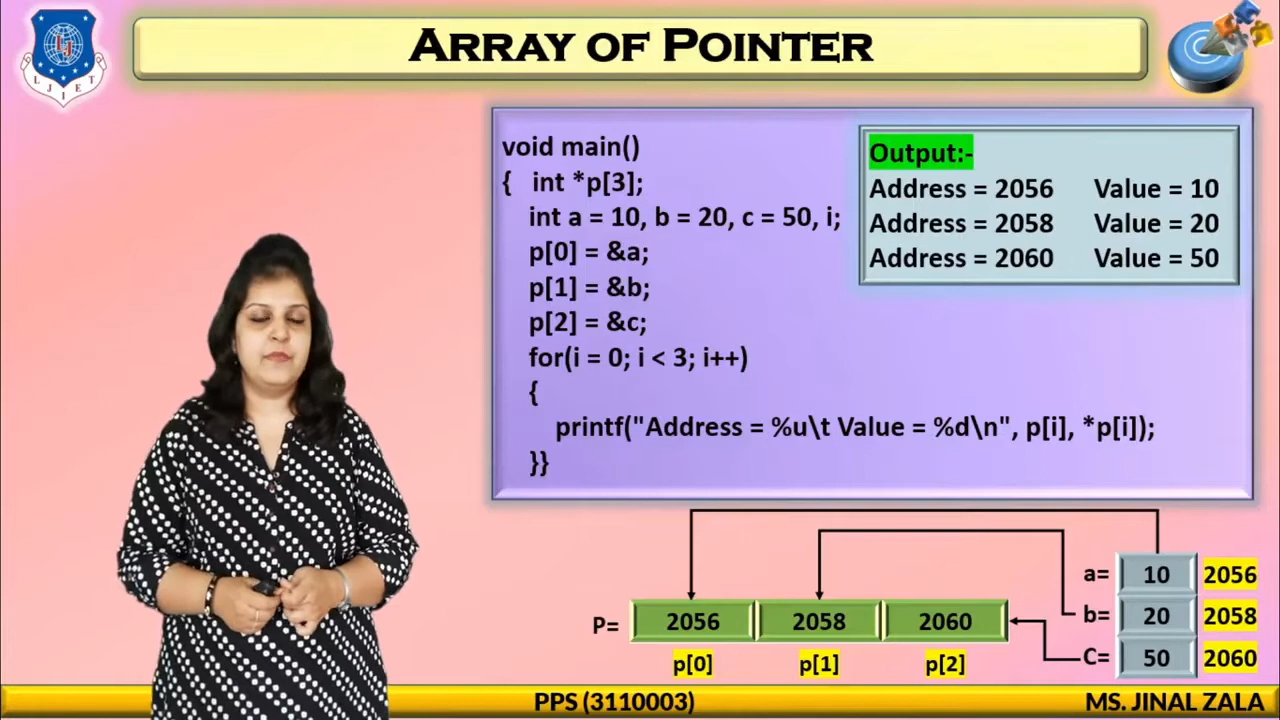 ARRAY OF POINTER
LJIET
void main()
{ int *p[3];
int a = 10, b = 20, c = 50, i;
p[0] = &a;
p[1] = &b;
p[2] = &c;
for(i = 0; i < 3; i++)
{
printf("Address = %u\t Value = %d\n", p[i], *p[i]);
}}
Output:-
Address = 2056 Value = 10
Address = 2058 Value = 20
Address = 2060 Value = 50
a= 10 2056
b= 20 2058
C= 50 2060
P= 2056 2058 2060
p[0] p[1] p[2]
PPS (3110003) MS. JINAL ZALA